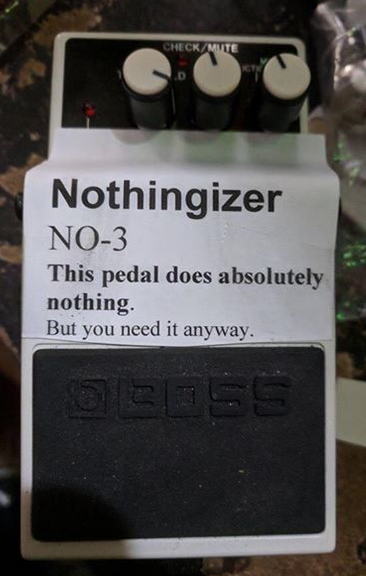 CHECK/MUTE
Nothingizer
NO-3
This pedal does absolutely
nothing.
But you need it anyway.
BOSS